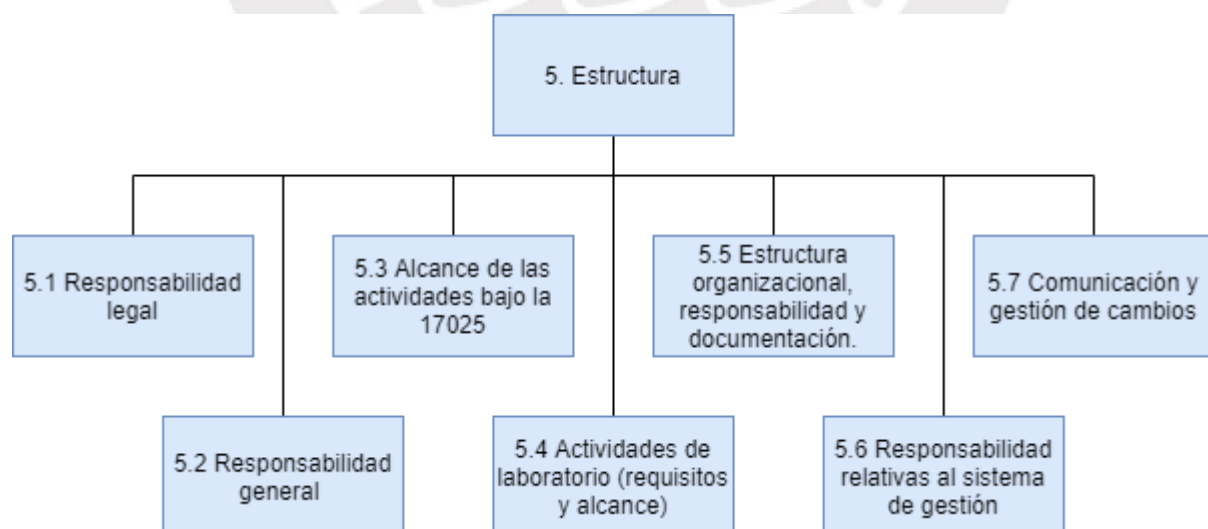 5. Estructura
5.1 Responsabilidad
legal
5.3 Alcance de las
actividades bajo la
17025
5.5 Estructura
organizacional,
responsabilidad y
documentación.
5.7 Comunicación y
gestión de cambios
5.2 Responsabilidad
general
5.4 Actividades de
laboratorio (requisitos
y alcance)
5.6 Responsabilidad
relativas al sistema
de gestión